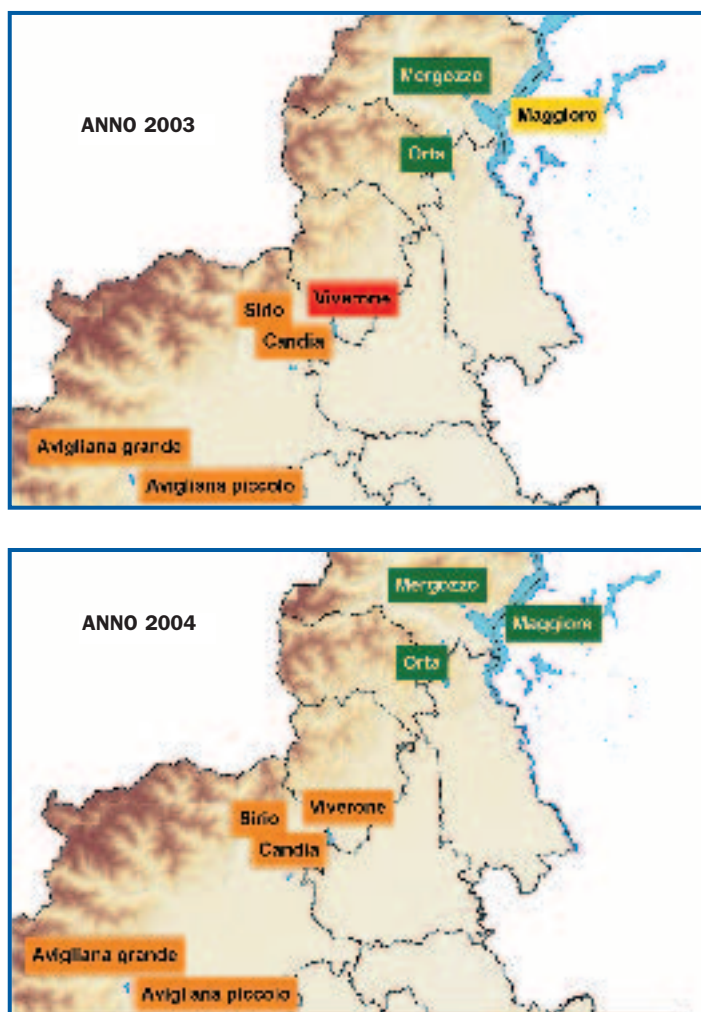 Mergozzo
ANNO 2003
Maggiore
Orta
Viverone
Sirio
Candia
Avigliana grande
Avigliana piccolo
Mergozzo
ANNO 2004
Maggiore
Orta
Viverone
Sirio
Candia
Avigliana grande
Avigliana piccolo